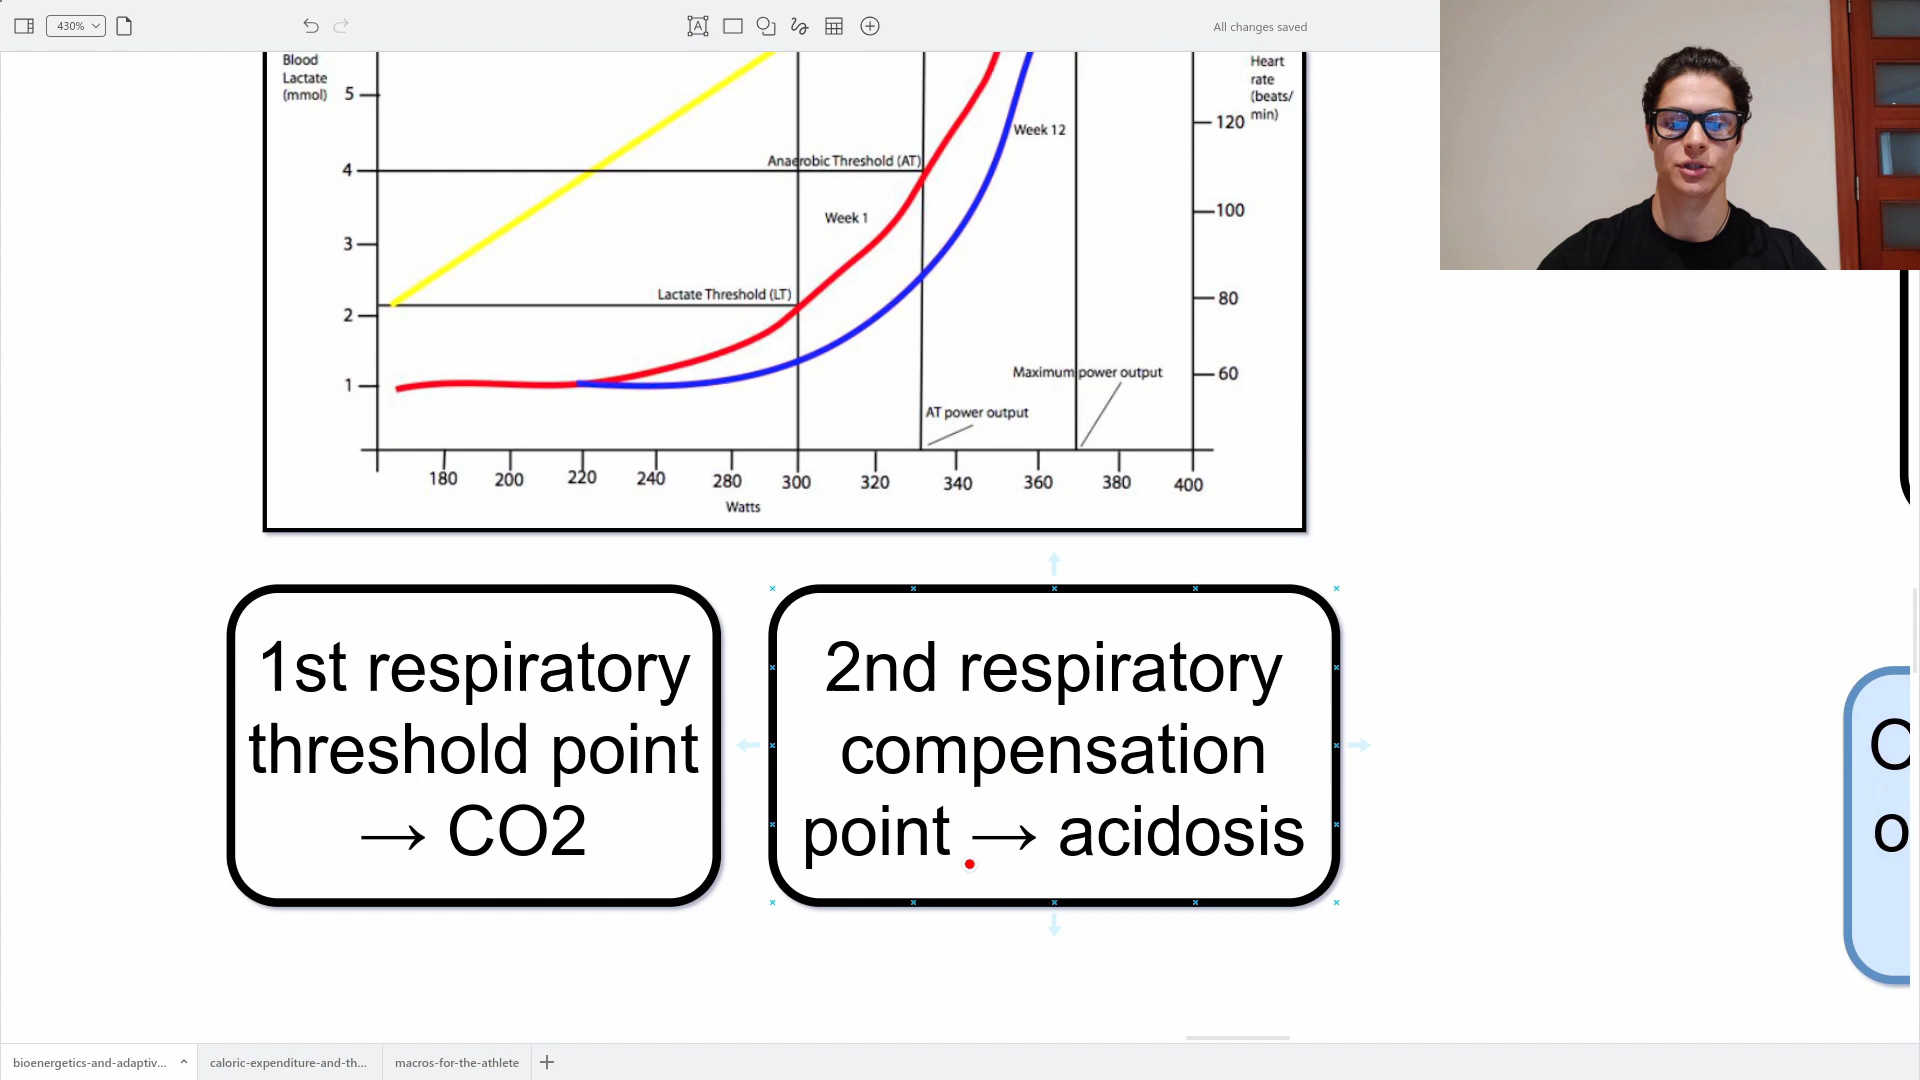 430%
All changes saved
Blood
Lactate
(mmol)
5
4
3
2
1
Anaerobic Threshold (AT)
Week 12
Week 1
Lactate Threshold (LT)
Maximum power output
AT power output
Heart
rate
(beats/
min)
120
100
80
60
180 200 220 240 280 300 320 340 360 380 400
Watts
1st respiratory
threshold point
→ CO2
2nd respiratory
compensation
point → acidosis
bioenergetics-and-adaptiv...
caloric-expenditure-and-th...
macros-for-the-athlete